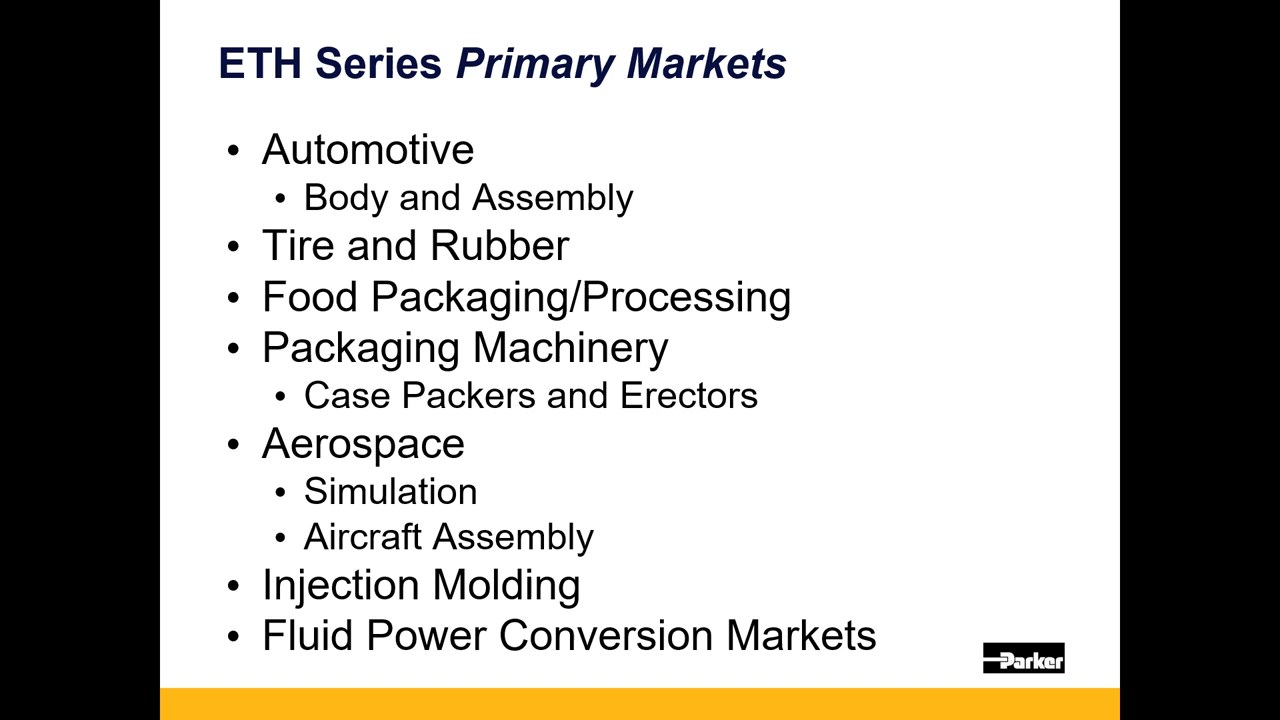 ETH Series Primary Markets
• Automotive
• Body and Assembly
• Tire and Rubber
• Food Packaging/Processing
• Packaging Machinery
• Case Packers and Erectors
• Aerospace
• Simulation
• Aircraft Assembly
• Injection Molding
• Fluid Power Conversion Markets
Parker